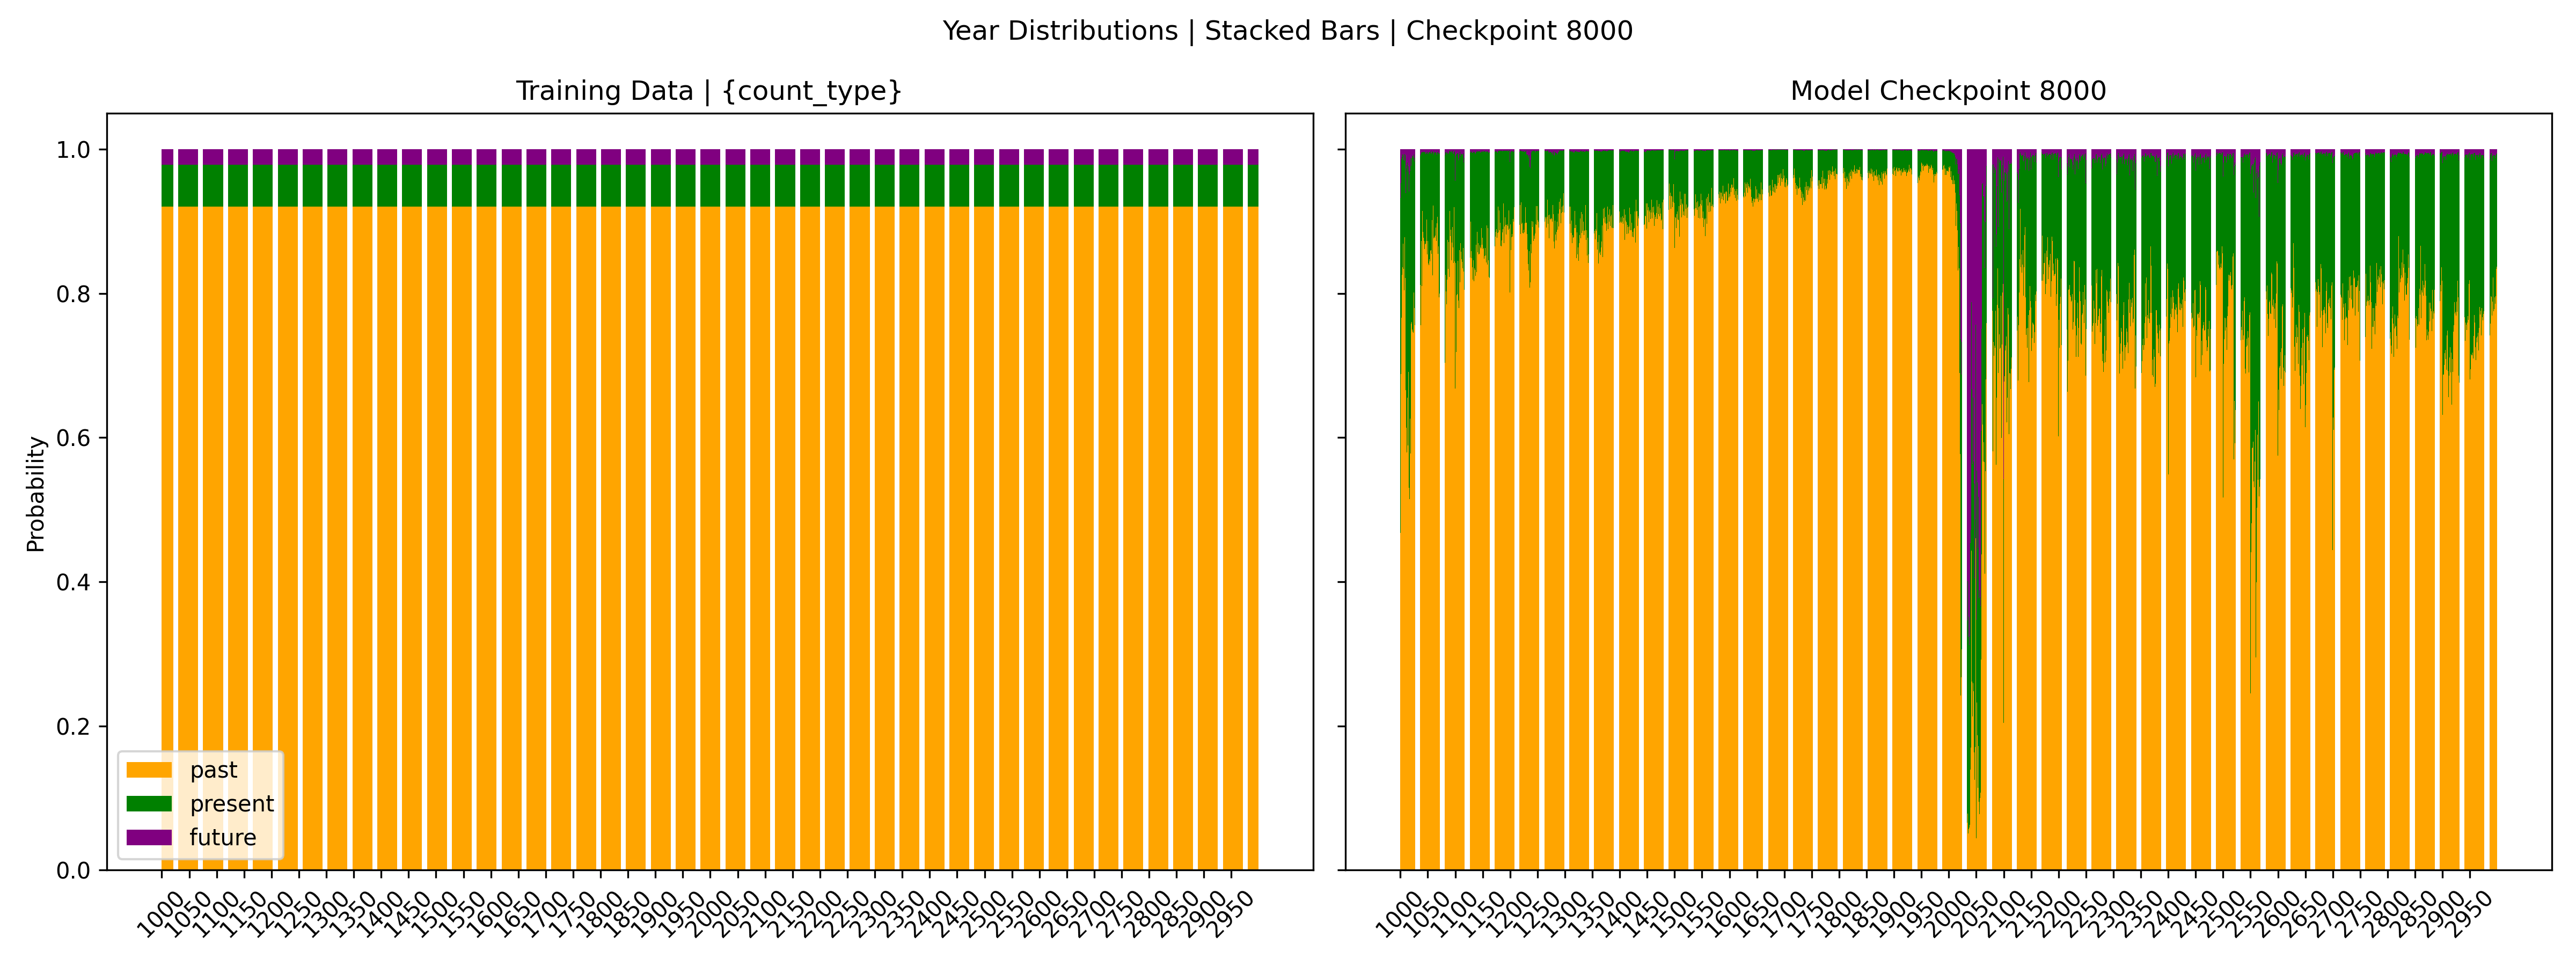 Year Distributions | Stacked Bars | Checkpoint 8000
Training Data | {count_type}
Model Checkpoint 8000
Probability
1.0
0.8
0.6
0.4
0.2
0.0
past
present
future
1000 1050 1100 1150 1200 1250 1300 1350 1400 1450 1500 1550 1600 1650 1700 1750 1800 1850 1900 1950 2000 2050 2100 2150 2200 2250 2300 2350 2400 2450 2500 2550 2600 2650 2700 2750 2800 2850 2900 2950
1000 1050 1100 1150 1200 1250 1300 1350 1400 1450 1500 1550 1600 1650 1700 1750 1800 1850 1900 1950 2000 2050 2100 2150 2200 2250 2300 2350 2400 2450 2500 2550 2600 2650 2700 2750 2800 2850 2900 2950